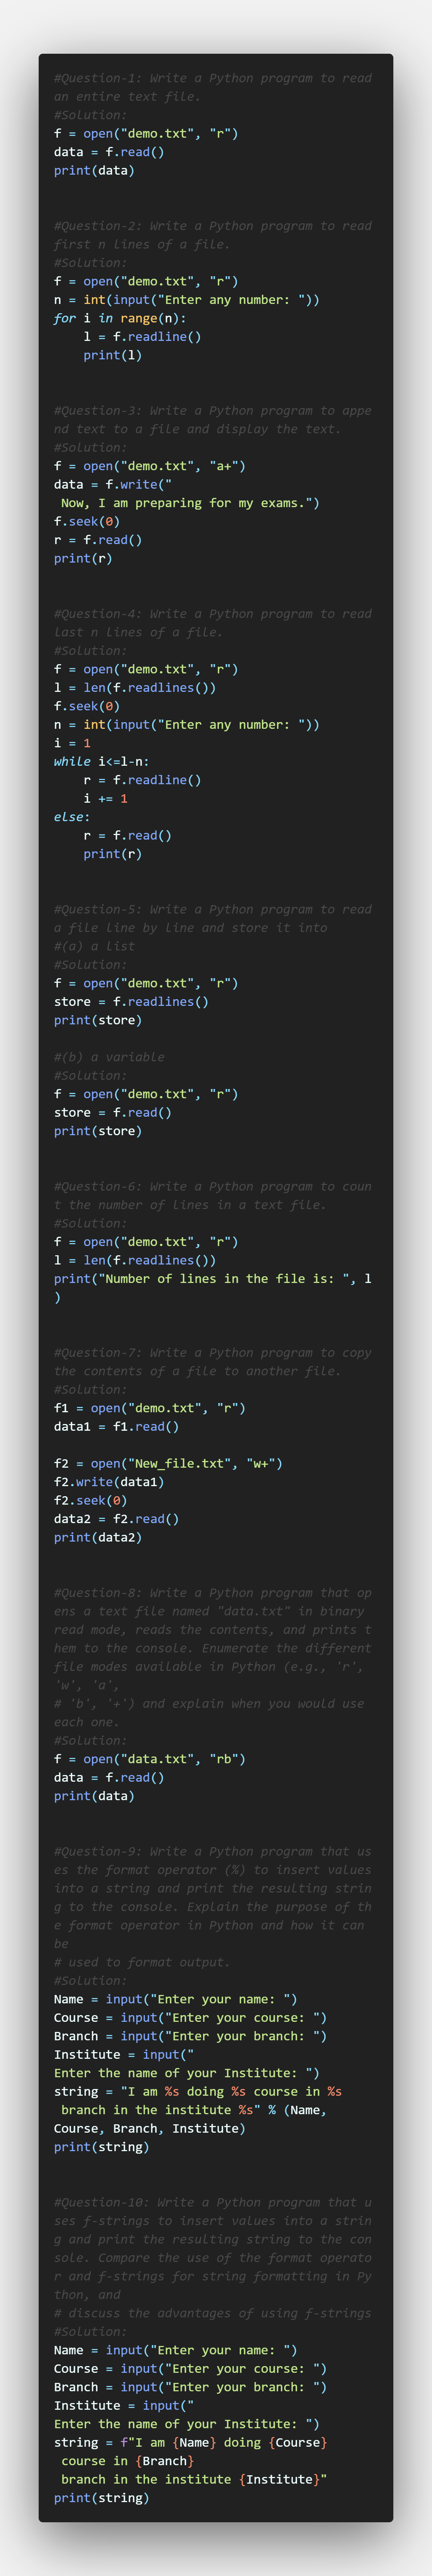 #Question-1: Write a Python program to read
an entire text file.
#Solution:
f = open("demo.txt", "r")
data = f.read()
print(data)
#Question-2: Write a Python program to read
first n lines of a file.
#Solution:
f = open("demo.txt", "r")
n = int(input("Enter any number: "))
for i in range(n):
    l = f.readline()
    print(l)
#Question-3: Write a Python program to appe
nd text to a file and display the text.
#Solution:
f = open("demo.txt", "a+")
data = f.write("
 Now, I am preparing for my exams.")
f.seek(0)
r = f.read()
print(r)
#Question-4: Write a Python program to read
last n lines of a file.
#Solution:
f = open("demo.txt", "r")
l = len(f.readlines())
f.seek(0)
n = int(input("Enter any number: "))
i = 1
while i<=l-n:
    r = f.readline()
    i += 1
else:
    r = f.read()
    print(r)
#Question-5: Write a Python program to read
a file line by line and store it into
#(a) a list
#Solution:
f = open("demo.txt", "r")
store = f.readlines()
print(store)
#(b) a variable
#Solution:
f = open("demo.txt", "r")
store = f.read()
print(store)
#Question-6: Write a Python program to coun
t the number of lines in a text file.
#Solution:
f = open("demo.txt", "r")
l = len(f.readlines())
print("Number of lines in the file is: ", l
)
#Question-7: Write a Python program to copy
the contents of a file to another file.
#Solution:
f1 = open("demo.txt", "r")
data1 = f1.read()
f2 = open("New_file.txt", "w+")
f2.write(data1)
f2.seek(0)
data2 = f2.read()
print(data2)
#Question-8: Write a Python program that op
ens a text file named "data.txt" in binary
read mode, reads the contents, and prints t
hem to the console. Enumerate the different
file modes available in Python (e.g., 'r',
'w', 'a',
# 'b', '+') and explain when you would use
each one.
#Solution:
f = open("data.txt", "rb")
data = f.read()
print(data)
#Question-9: Write a Python program that us
es the format operator (%) to insert values
into a string and print the resulting strin
g to the console. Explain the purpose of th
e format operator in Python and how it can
be
# used to format output.
#Solution:
Name = input("Enter your name: ")
Course = input("Enter your course: ")
Branch = input("Enter your branch: ")
Institute = input("
Enter the name of your Institute: ")
string = "I am %s doing %s course in %s
 branch in the institute %s" % (Name,
Course, Branch, Institute)
print(string)
#Question-10: Write a Python program that u
ses f-strings to insert values into a strin
g and print the resulting string to the con
sole. Compare the use of the format operato
r and f-strings for string formatting in Py
thon, and
# discuss the advantages of using f-strings
#Solution:
Name = input("Enter your name: ")
Course = input("Enter your course: ")
Branch = input("Enter your branch: ")
Institute = input("
Enter the name of your Institute: ")
string = f"I am {Name} doing {Course}
 course in {Branch}
 branch in the institute {Institute}"
print(string)